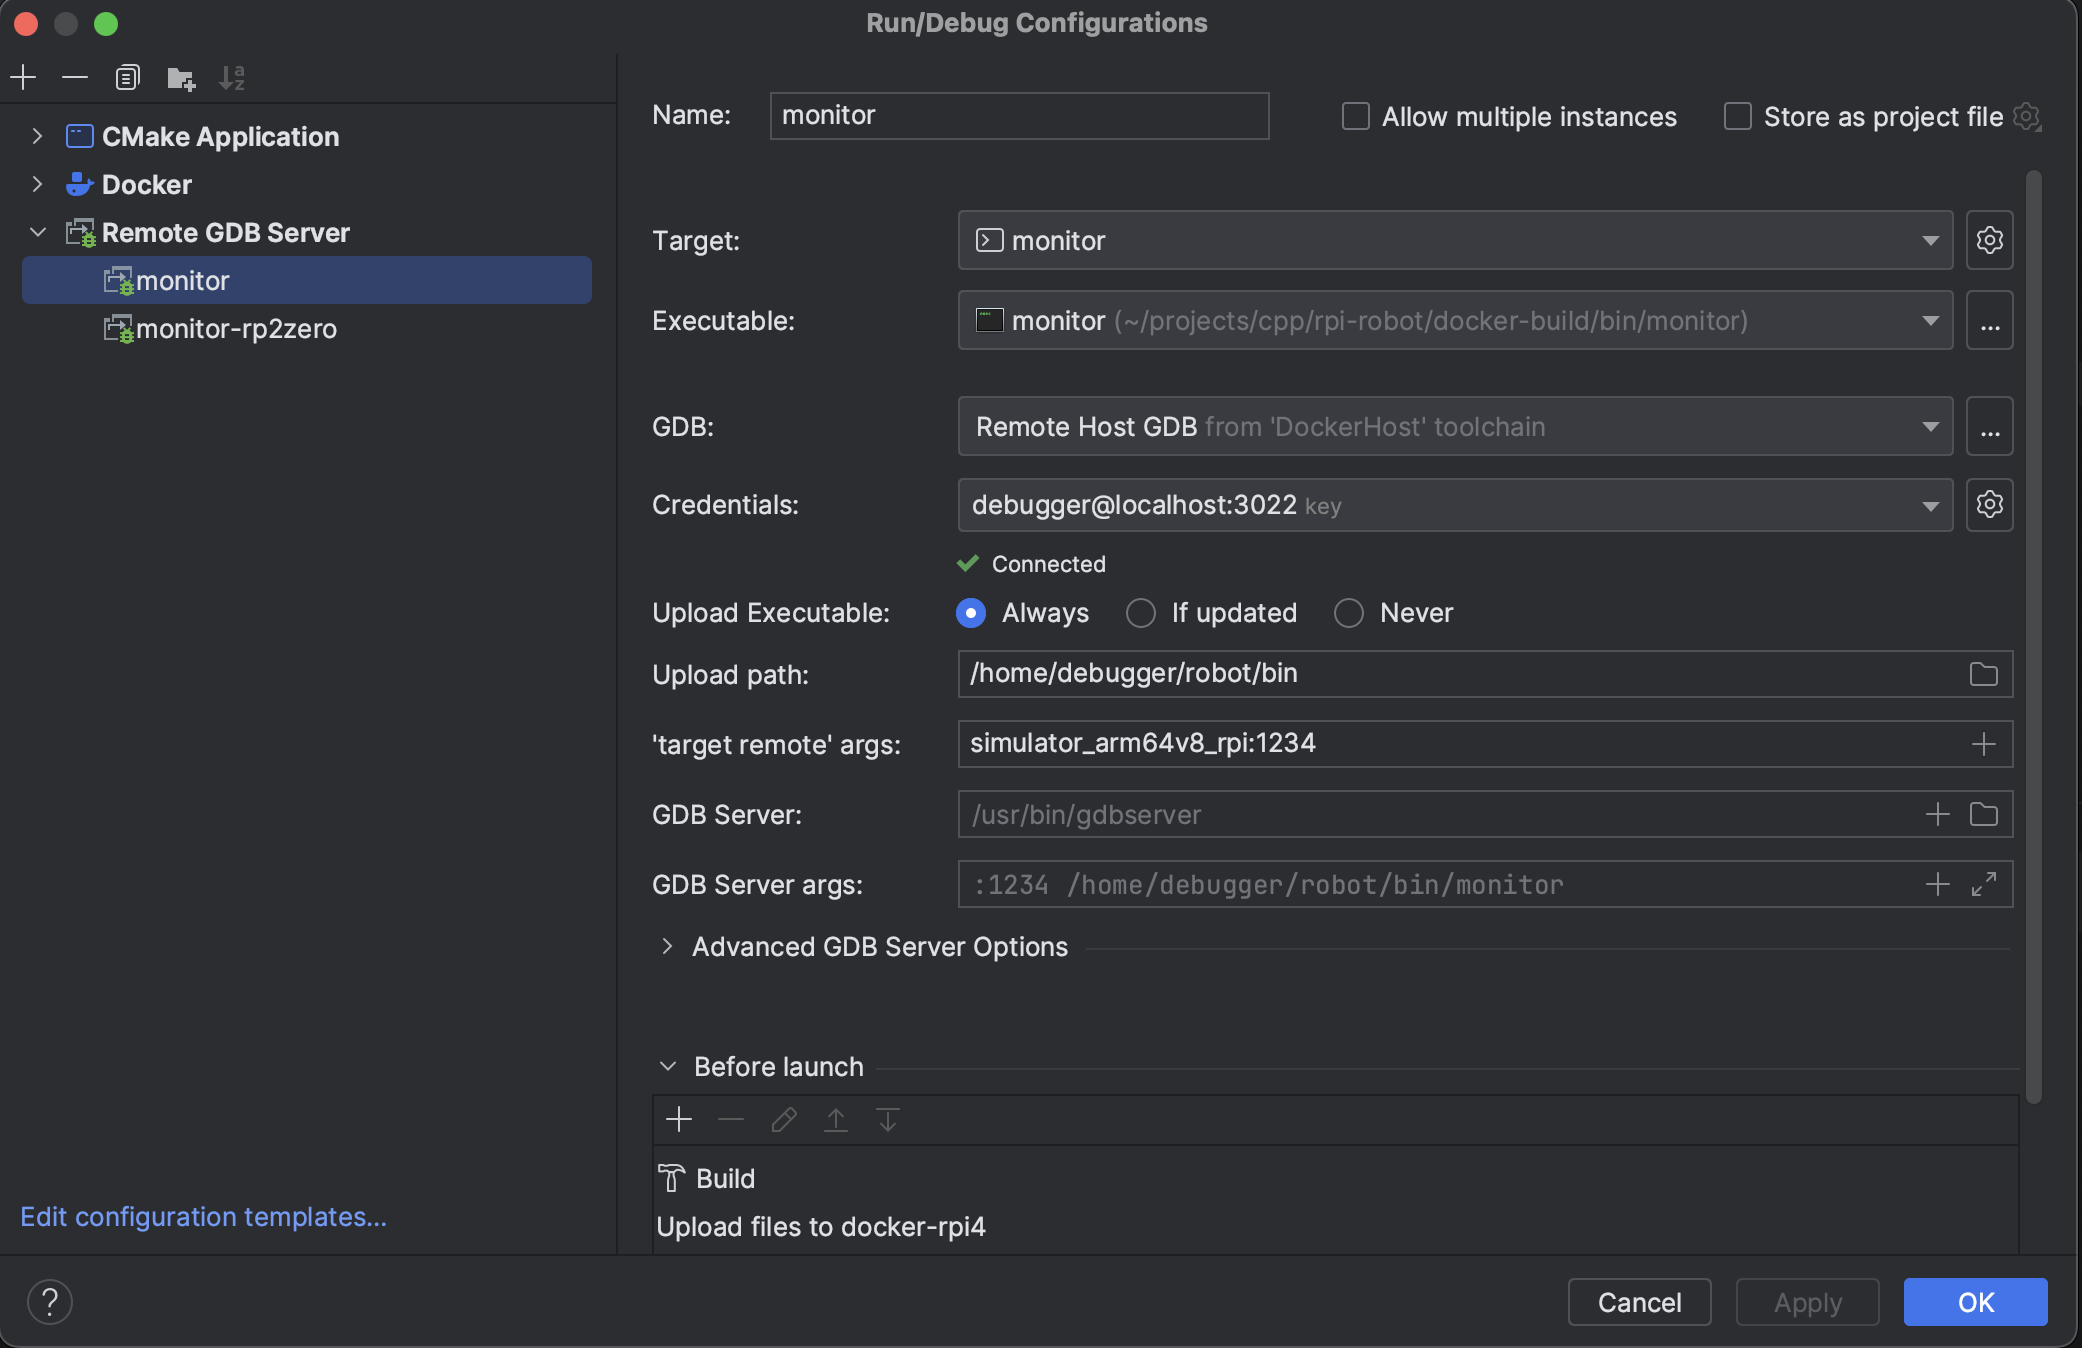 Run/Debug Configurations
CMake Application
Docker
Remote GDB Server
monitor
monitor-rp2zero
Edit configuration templates...
Name: monitor Allow multiple instances Store as project file
Target: monitor
Executable: monitor (~/projects/cpp/rpi-robot/docker-build/bin/monitor) ...
GDB: Remote Host GDB from 'DockerHost' toolchain ...
Credentials: debugger@localhost:3022 key
Connected
Upload Executable: Always If updated Never
Upload path: /home/debugger/robot/bin
'target remote' args: simulator_arm64v8_rpi:1234
GDB Server: /usr/bin/gdbserver
GDB Server args: :1234 /home/debugger/robot/bin/monitor
Advanced GDB Server Options
Before launch
Build
Upload files to docker-rpi4
? Cancel Apply OK